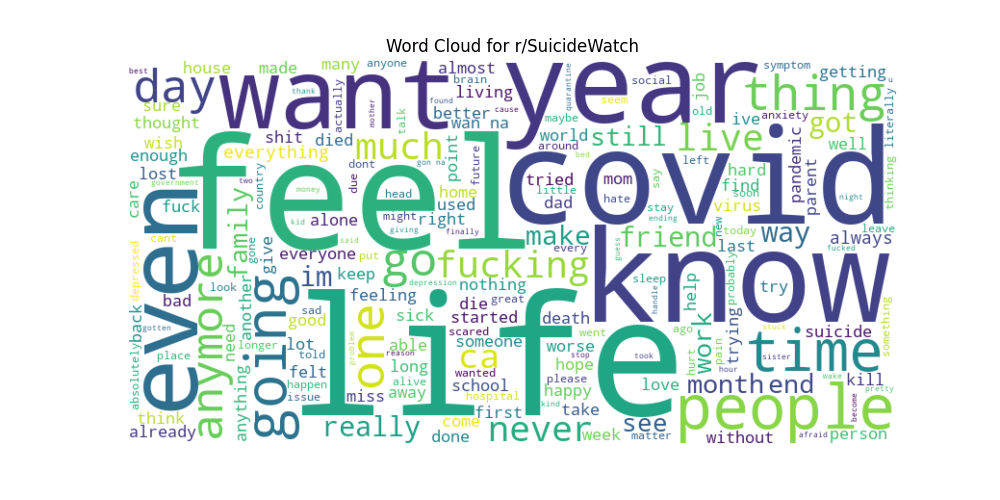 Word Cloud for r/SuicideWatch
best house made many anyone almost symptom getting
day want year brain living social seem job thing literally
thank actually mother found cause quarantine old
sure talk better maybe ive anxiety got
thought shit died much wan na world still live well
wish everything point around bed left pandemic
enough dont gon na future tried mom say hard parent thinking
lost family country due head home little hate find soon
government two money used dad stay virus night
care fuck feel covid ending leave
even kid alone might right make friend new today way always
said giving finally every guess last fucked
cant gone everyone go fucking know
depressed give im keep put nothing depression sleep help probably try
look another feeling die great death handle something
bad sad sick started went ago trying stuck suicide
back anymore going good one scared someone worse work pain time
gotten longer lot told problem able ca reason stop took hurt sister
place need felt long wanted hope hour
absolutely anything happen alive school please month end kill wake
issue miss away hospital happy love pretty
life kind people become
think first take
already really come never see without afraid person
done week matter